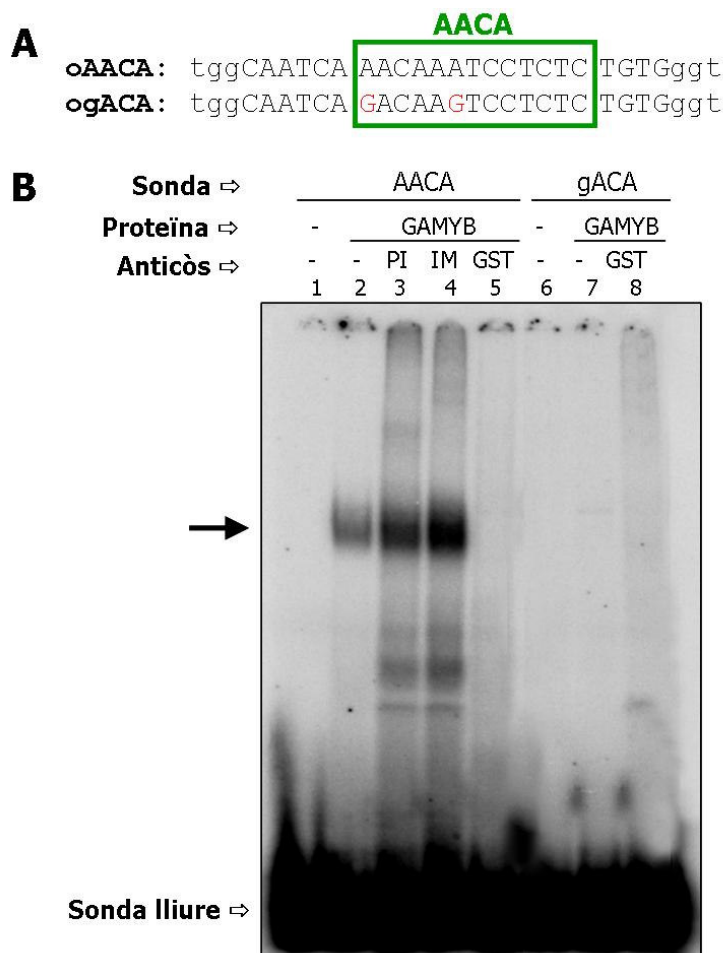 A
AACA
oAACA: tggCAATCA AACAAATCCTCTC TGTGggt
ogACA: tggCAATCA GACAAGTCCTCTC TGTGggt
B
Sonda ⇨ AACA gACA
Proteïna ⇨ - GAMYB - GAMYB
Anticòs ⇨ - - PI IM GST - - GST
1 2 3 4 5 6 7 8
Sonda lliure ⇨